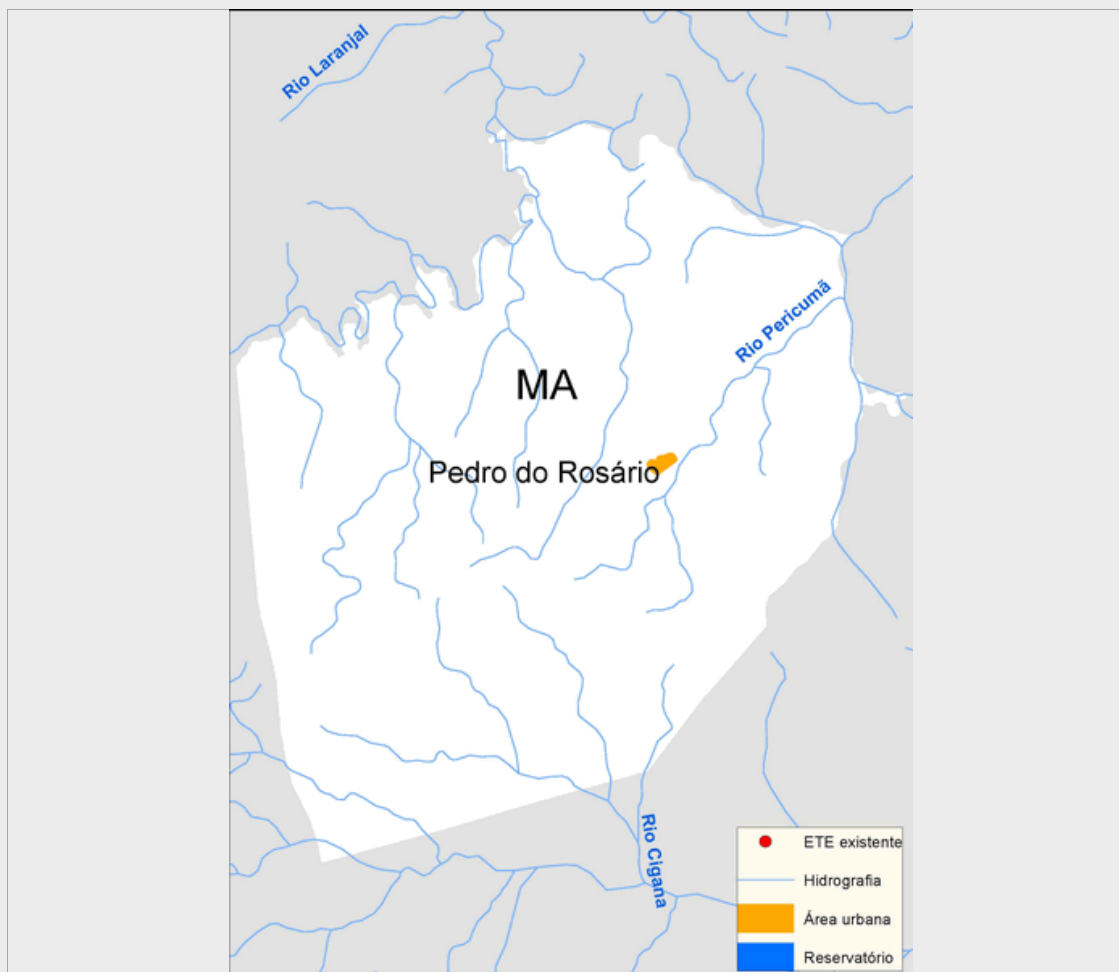 Rio Laranjal
Rio Pericumã
MA
Pedro do Rosário
Rio Cigana
ETE existente
Hidrografia
Área urbana
Reservatório